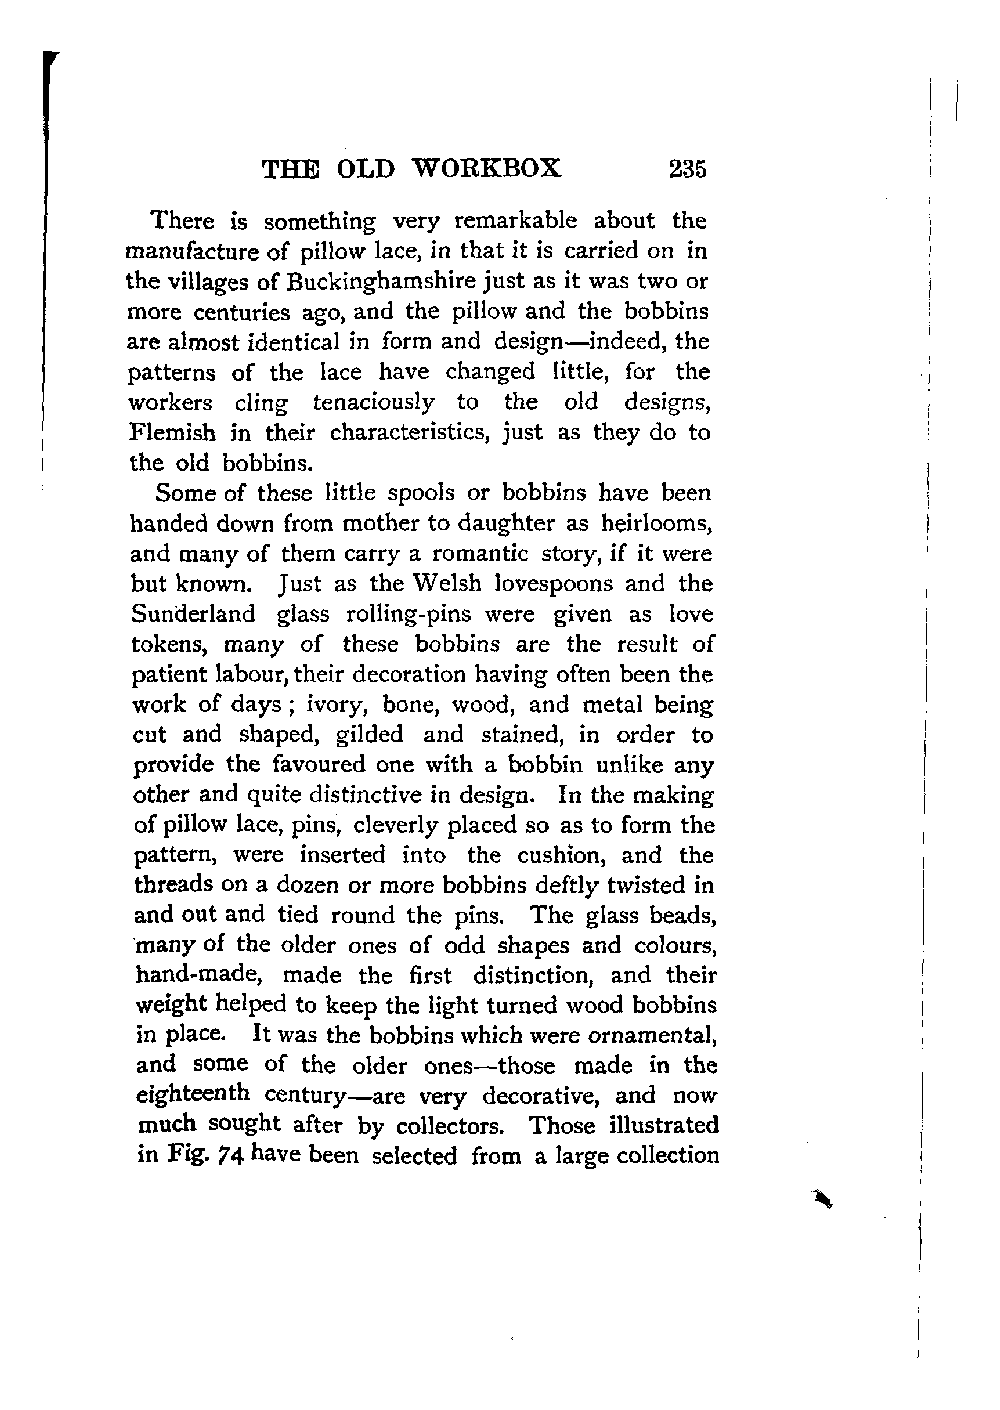 THE OLD WORKBOX 235
There is something very remarkable about the
manufacture of pillow lace, in that it is carried on in
the villages of Buckinghamshire just as it was two or
more centuries ago, and the pillow and the bobbins
are almost identical in form and design—indeed, the
patterns of the lace have changed little, for the
workers cling tenaciously to the old designs,
Flemish in their characteristics, just as they do to
the old bobbins.
Some of these little spools or bobbins have been
handed down from mother to daughter as heirlooms,
and many of them carry a romantic story, if it were
but known. Just as the Welsh lovespoons and the
Sunderland glass rolling-pins were given as love
tokens, many of these bobbins are the result of
patient labour, their decoration having often been the
work of days ; ivory, bone, wood, and metal being
cut and shaped, gilded and stained, in order to
provide the favoured one with a bobbin unlike any
other and quite distinctive in design. In the making
of pillow lace, pins, cleverly placed so as to form the
pattern, were inserted into the cushion, and the
threads on a dozen or more bobbins deftly twisted in
and out and tied round the pins. The glass beads,
many of the older ones of odd shapes and colours,
hand-made, made the first distinction, and their
weight helped to keep the light turned wood bobbins
in place. It was the bobbins which were ornamental,
and some of the older ones—those made in the
eighteenth century—are very decorative, and now
much sought after by collectors. Those illustrated
in Fig. 74 have been selected from a large collection